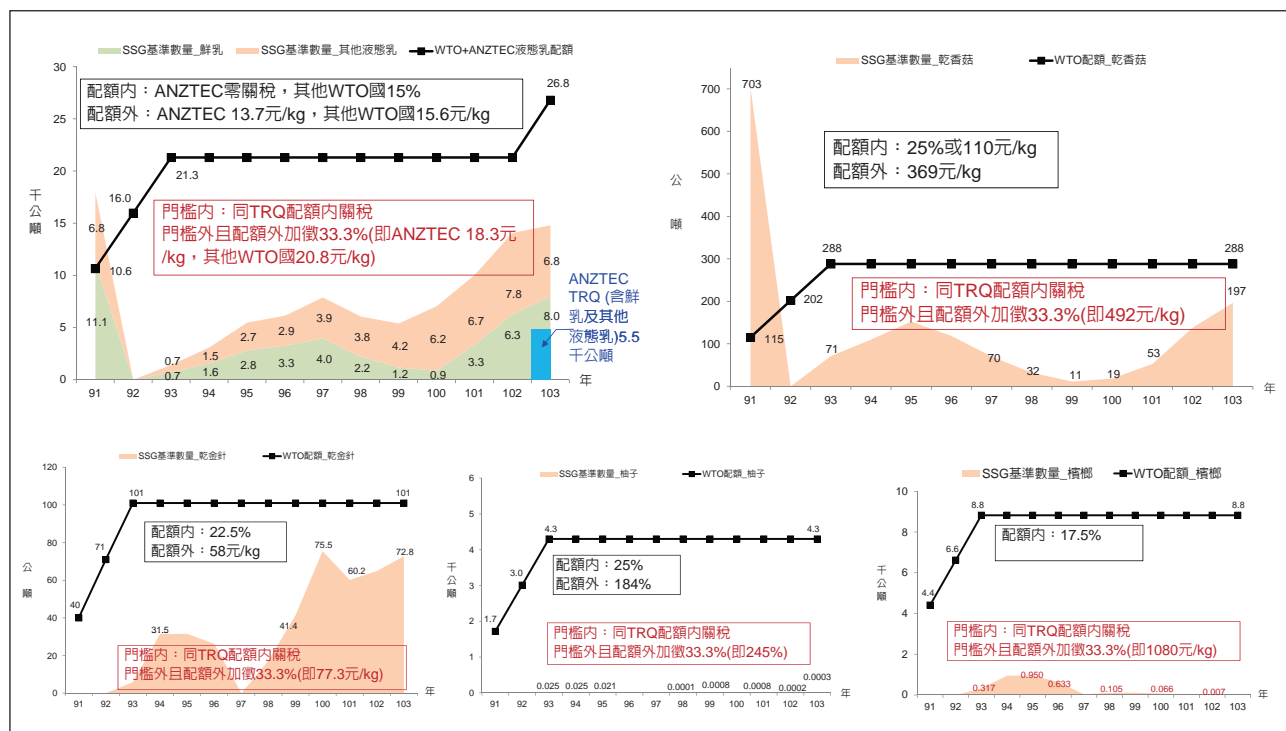 SSG基準數量_鮮乳
SSG基準數量_其他液態乳
WTO+ANZTEC液態乳配額
配額內：ANZTEC零關稅，其他WTO國15%
配額外：ANZTEC 13.7元/kg，其他WTO國15.6元/kg
門檻內：同TRQ配額內關稅
門檻外且配額外加徵33.3%(即ANZTEC 18.3元
/kg，其他WTO國20.8元/kg)
ANZTEC
TRQ (含鮮
乳及其他
液態乳)5.5
千公噸
千公噸
30
25
20
15
10
5
0
26.8
21.3
16.0
10.6
6.8
11.1
0.7
0.7
1.5
1.6
2.7
2.8
2.9
3.3
3.9
4.0
3.8
2.2
4.2
1.2
6.2
0.9
6.7
3.3
7.8
6.3
6.8
8.0
91 92 93 94 95 96 97 98 99 100 101 102 103
年
SSG基準數量_乾香菇
WTO配額_乾香菇
703
配額內：25%或110元/kg
配額外：369元/kg
門檻內：同TRQ配額內關稅
門檻外且配額外加徵33.3%(即492元/kg)
公噸
700
600
500
400
300
200
100
0
115
202
288
288
71
70
32
11
19
53
197
91 92 93 94 95 96 97 98 99 100 101 102 103
年
SSG基準數量_乾金針
WTO配額_乾金針
配額內：22.5%
配額外：58元/kg
門檻內：同TRQ配額內關稅
門檻外且配額外加徵33.3%(即77.3元/kg)
公噸
120
100
80
60
40
20
0
40
71
101
101
31.5
41.4
75.5
60.2
72.8
91 92 93 94 95 96 97 98 99 100 101 102 103
年
SSG基準數量_柚子
WTO配額_柚子
配額內：25%
配額外：184%
門檻內：同TRQ配額內關稅
門檻外且配額外加徵33.3%(即245%)
千公噸
6
5
4
3
2
1
0
1.7
3.0
4.3
4.3
0.025
0.025
0.021
0.0001
0.0008
0.0008
0.0002
0.0003
91 92 93 94 95 96 97 98 99 100 101 102 103
年
SSG基準數量_檳榔
WTO配額_檳榔
配額內：17.5%
門檻內：同TRQ配額內關稅
門檻外且配額外加徵33.3%(即1080元/kg)
千公噸
10
8
6
4
2
0
4.4
6.6
8.8
8.8
0.317
0.950
0.633
0.105
0.066
0.007
91 92 93 94 95 96 97 98 99 100 101 102 103
年